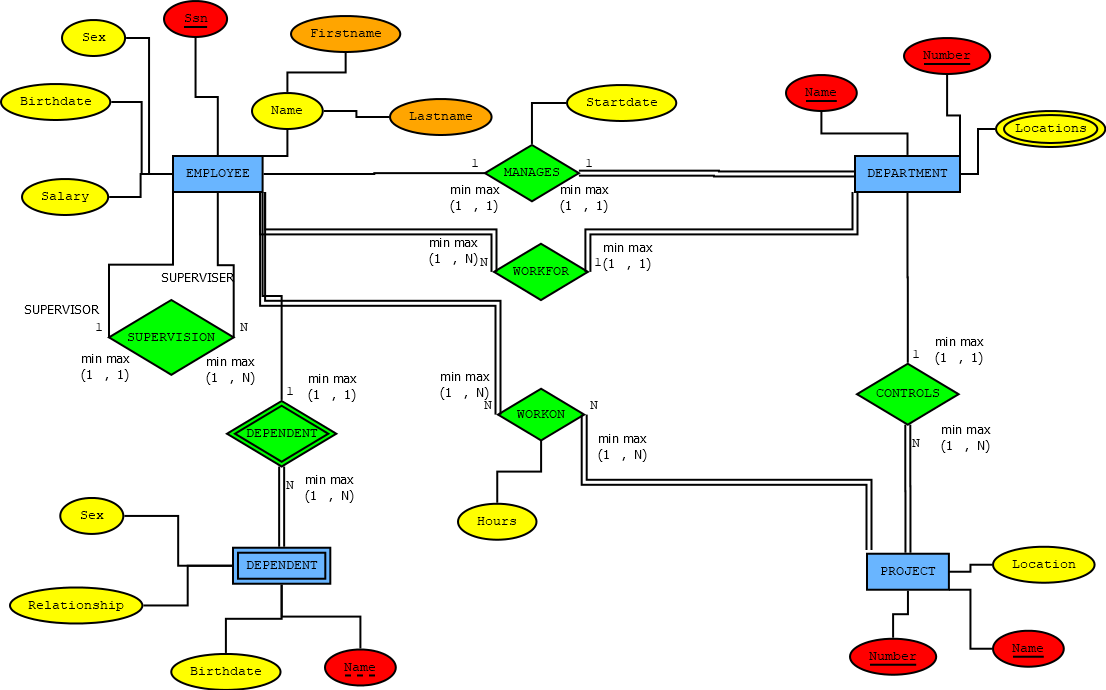 Ssn
Sex
Firstname
Number
Birthdate
Name
Startdate
Name
Lastname
Locations
1
1
EMPLOYEE
MANAGES
DEPARTMENT
Salary
min max
(1 , 1)
min max
(1 , 1)
min max
(1 , N)
N
WORKFOR
1
min max
(1 , 1)
SUPERVISER
SUPERVISOR
1
SUPERVISION
N
min max
(1 , 1)
min max
(1 , N)
1
min max
(1 , 1)
1
min max
(1 , 1)
min max
(1 , N)
N
WORKON
N
CONTROLS
DEPENDENT
min max
(1 , N)
N
min max
(1 , N)
N
min max
(1 , N)
Sex
Hours
DEPENDENT
PROJECT
Location
Relationship
Birthdate
Name
Number
Name